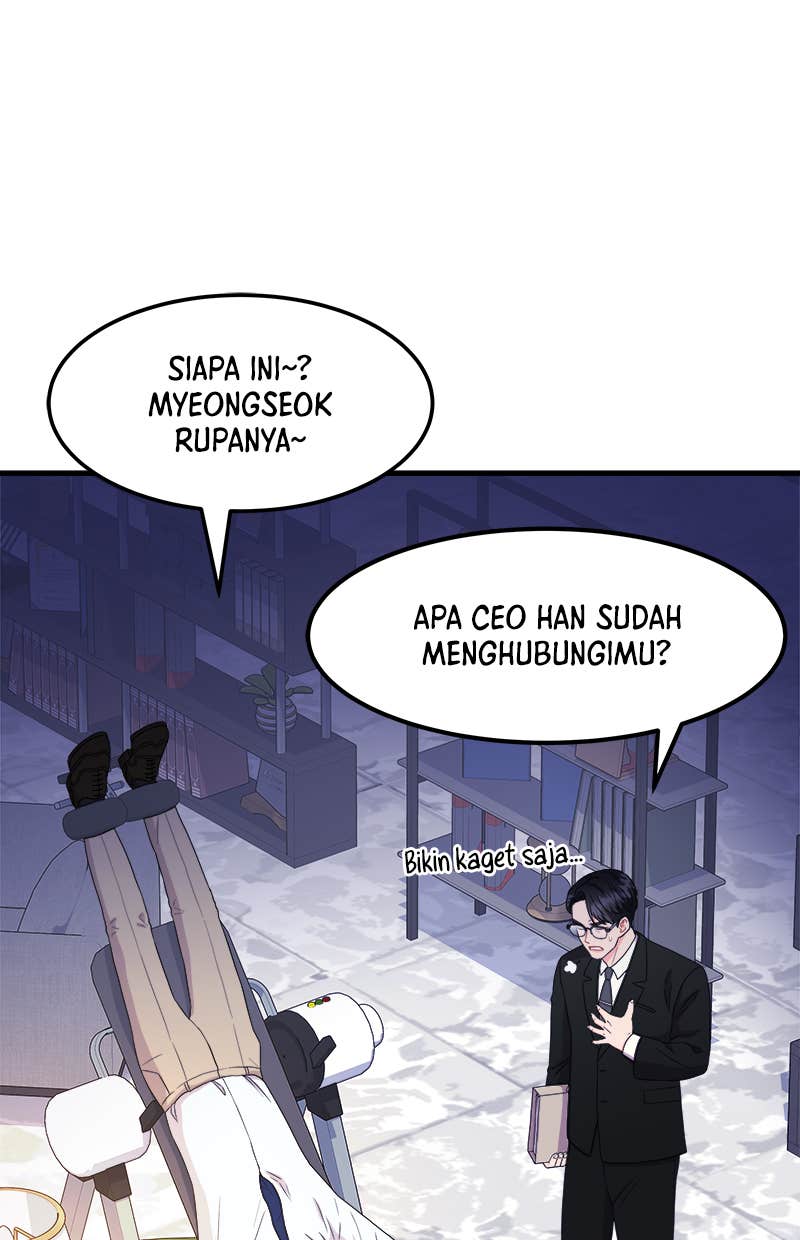 SIAPA INI~?
MYEONGSEOK
RUPANYA~
APA CEO HAN SUDAH
MENGHUBUNGIMU?
Bikin kaget saja...